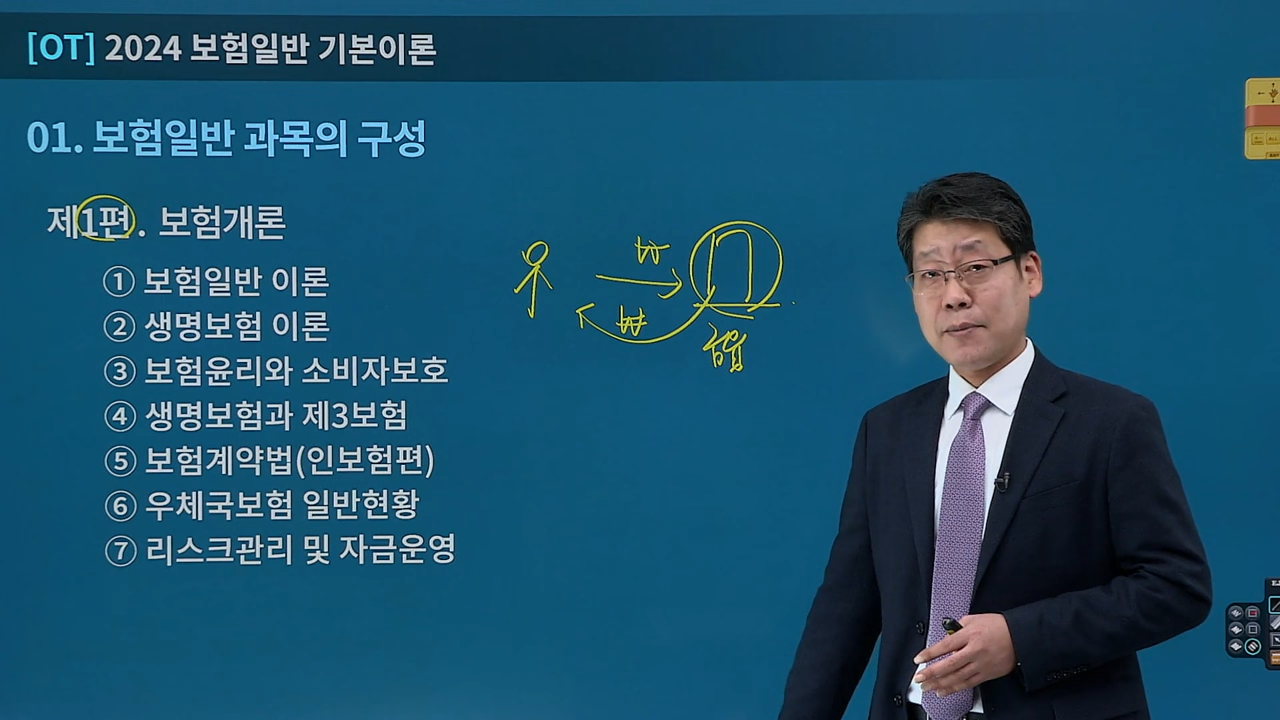 [OT] 2024 보험일반 기본이론
01. 보험일반 과목의 구성
제1편. 보험개론
① 보험일반 이론
② 생명보험 이론
③ 보험윤리와 소비자보호
④ 생명보험과 제3보험
⑤ 보험계약법(인보험편)
⑥ 우체국보험 일반현황
⑦ 리스크관리 및 자금운영
₩
₩